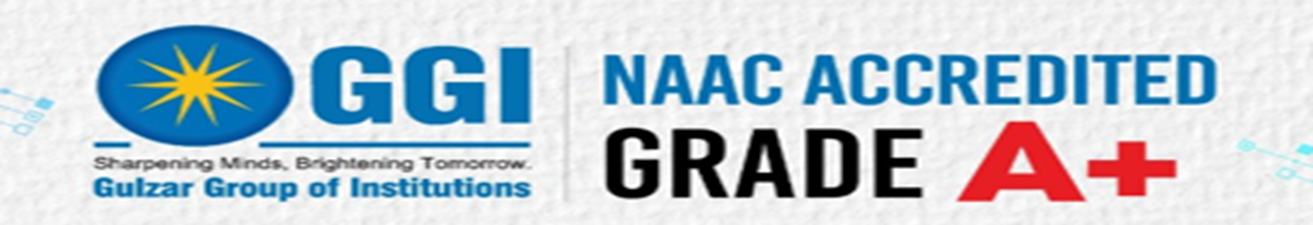 GGI
Sharpening Minds, Brightening Tomorrow.
Gulzar Group of Institutions
NAAC ACCREDITED
GRADE A+